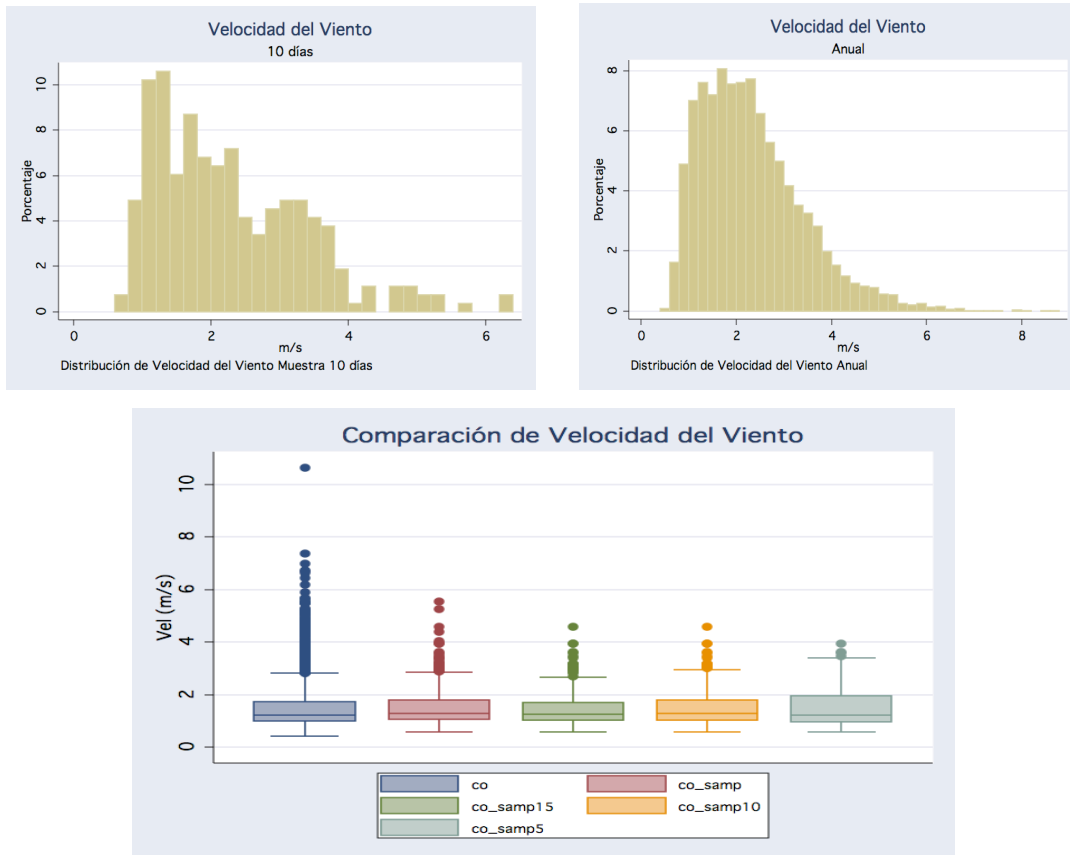 Velocidad del Viento
10 días
Porcentaje
10
8
6
4
2
0
0 2 4 6
m/s
Distribución de Velocidad del Viento Muestra 10 días
Velocidad del Viento
Anual
Porcentaje
8
6
4
2
0
0 2 4 6 8
m/s
Distribución de Velocidad del Viento Anual
Comparación de Velocidad del Viento
Vel (m/s)
10
8
6
4
2
0
co co_samp
co_samp15 co_samp10
co_samp5